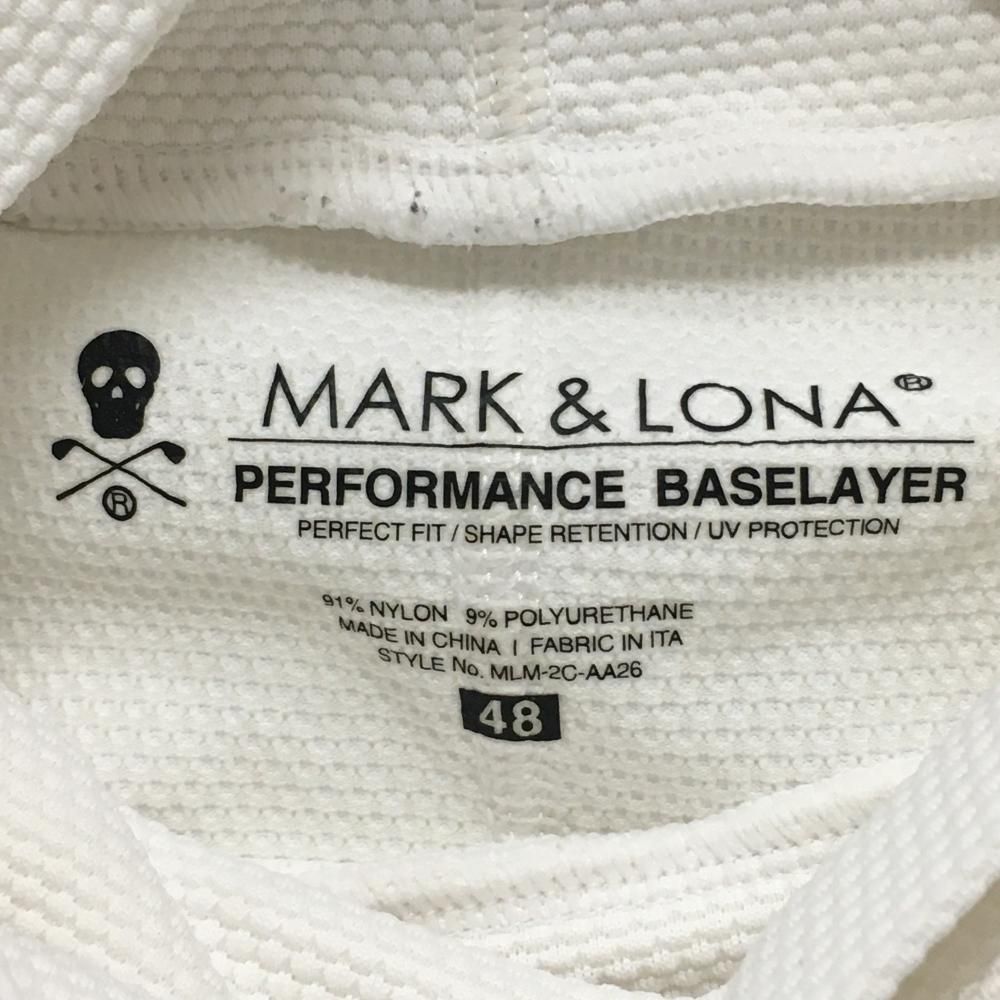 MARK & LONA®
PERFORMANCE BASELAYER
®
PERFECT FIT / SHAPE RETENTION / UV PROTECTION
91% NYLON 9% POLYURETHANE
MADE IN CHINA | FABRIC IN ITA
STYLE No. MLM-2C-AA26
48